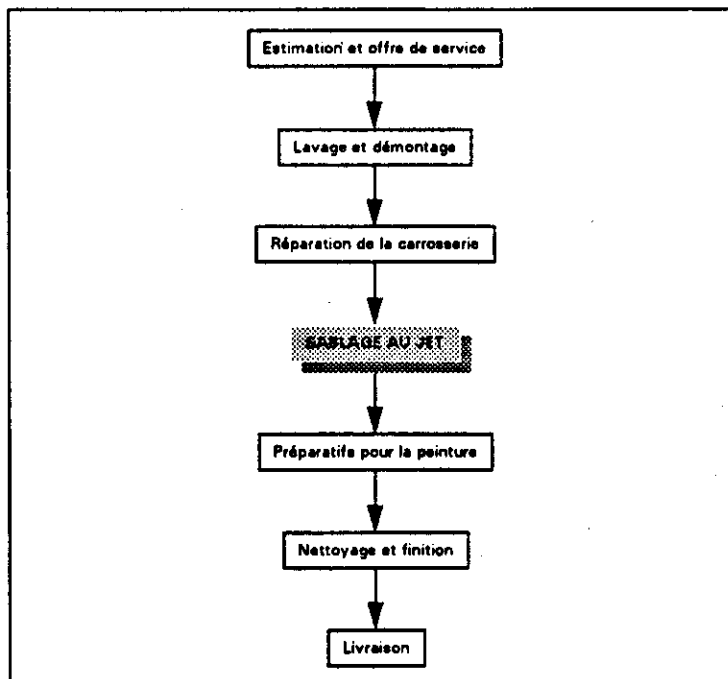 Estimation et offre de service
Lavage et démontage
Réparation de la carrosserie
SABLAGE AU JET
Préparatifs pour la peinture
Nettoyage et finition
Livraison